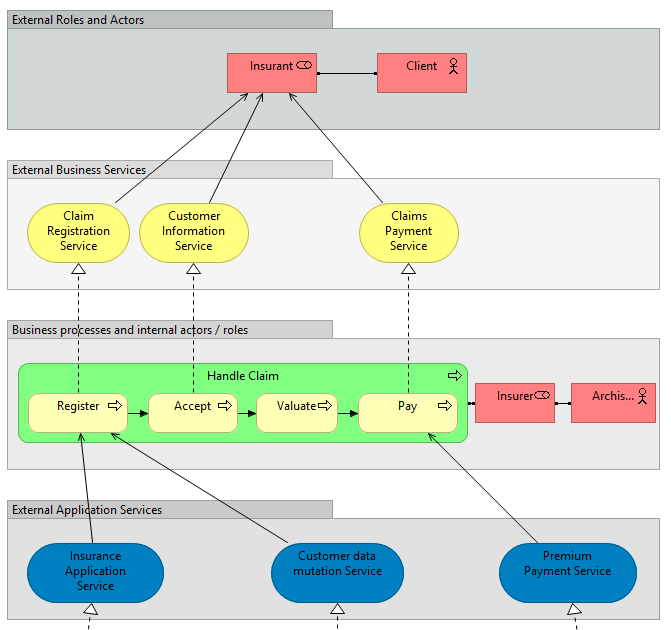 External Roles and Actors
Insurant
Client
External Business Services
Claim
Registration
Service
Customer
Information
Service
Claims
Payment
Service
Business processes and internal actors / roles
Handle Claim
Register
Accept
Valuate
Pay
Insurer
Archis...
External Application Services
Insurance
Application
Service
Customer data
mutation Service
Premium
Payment Service